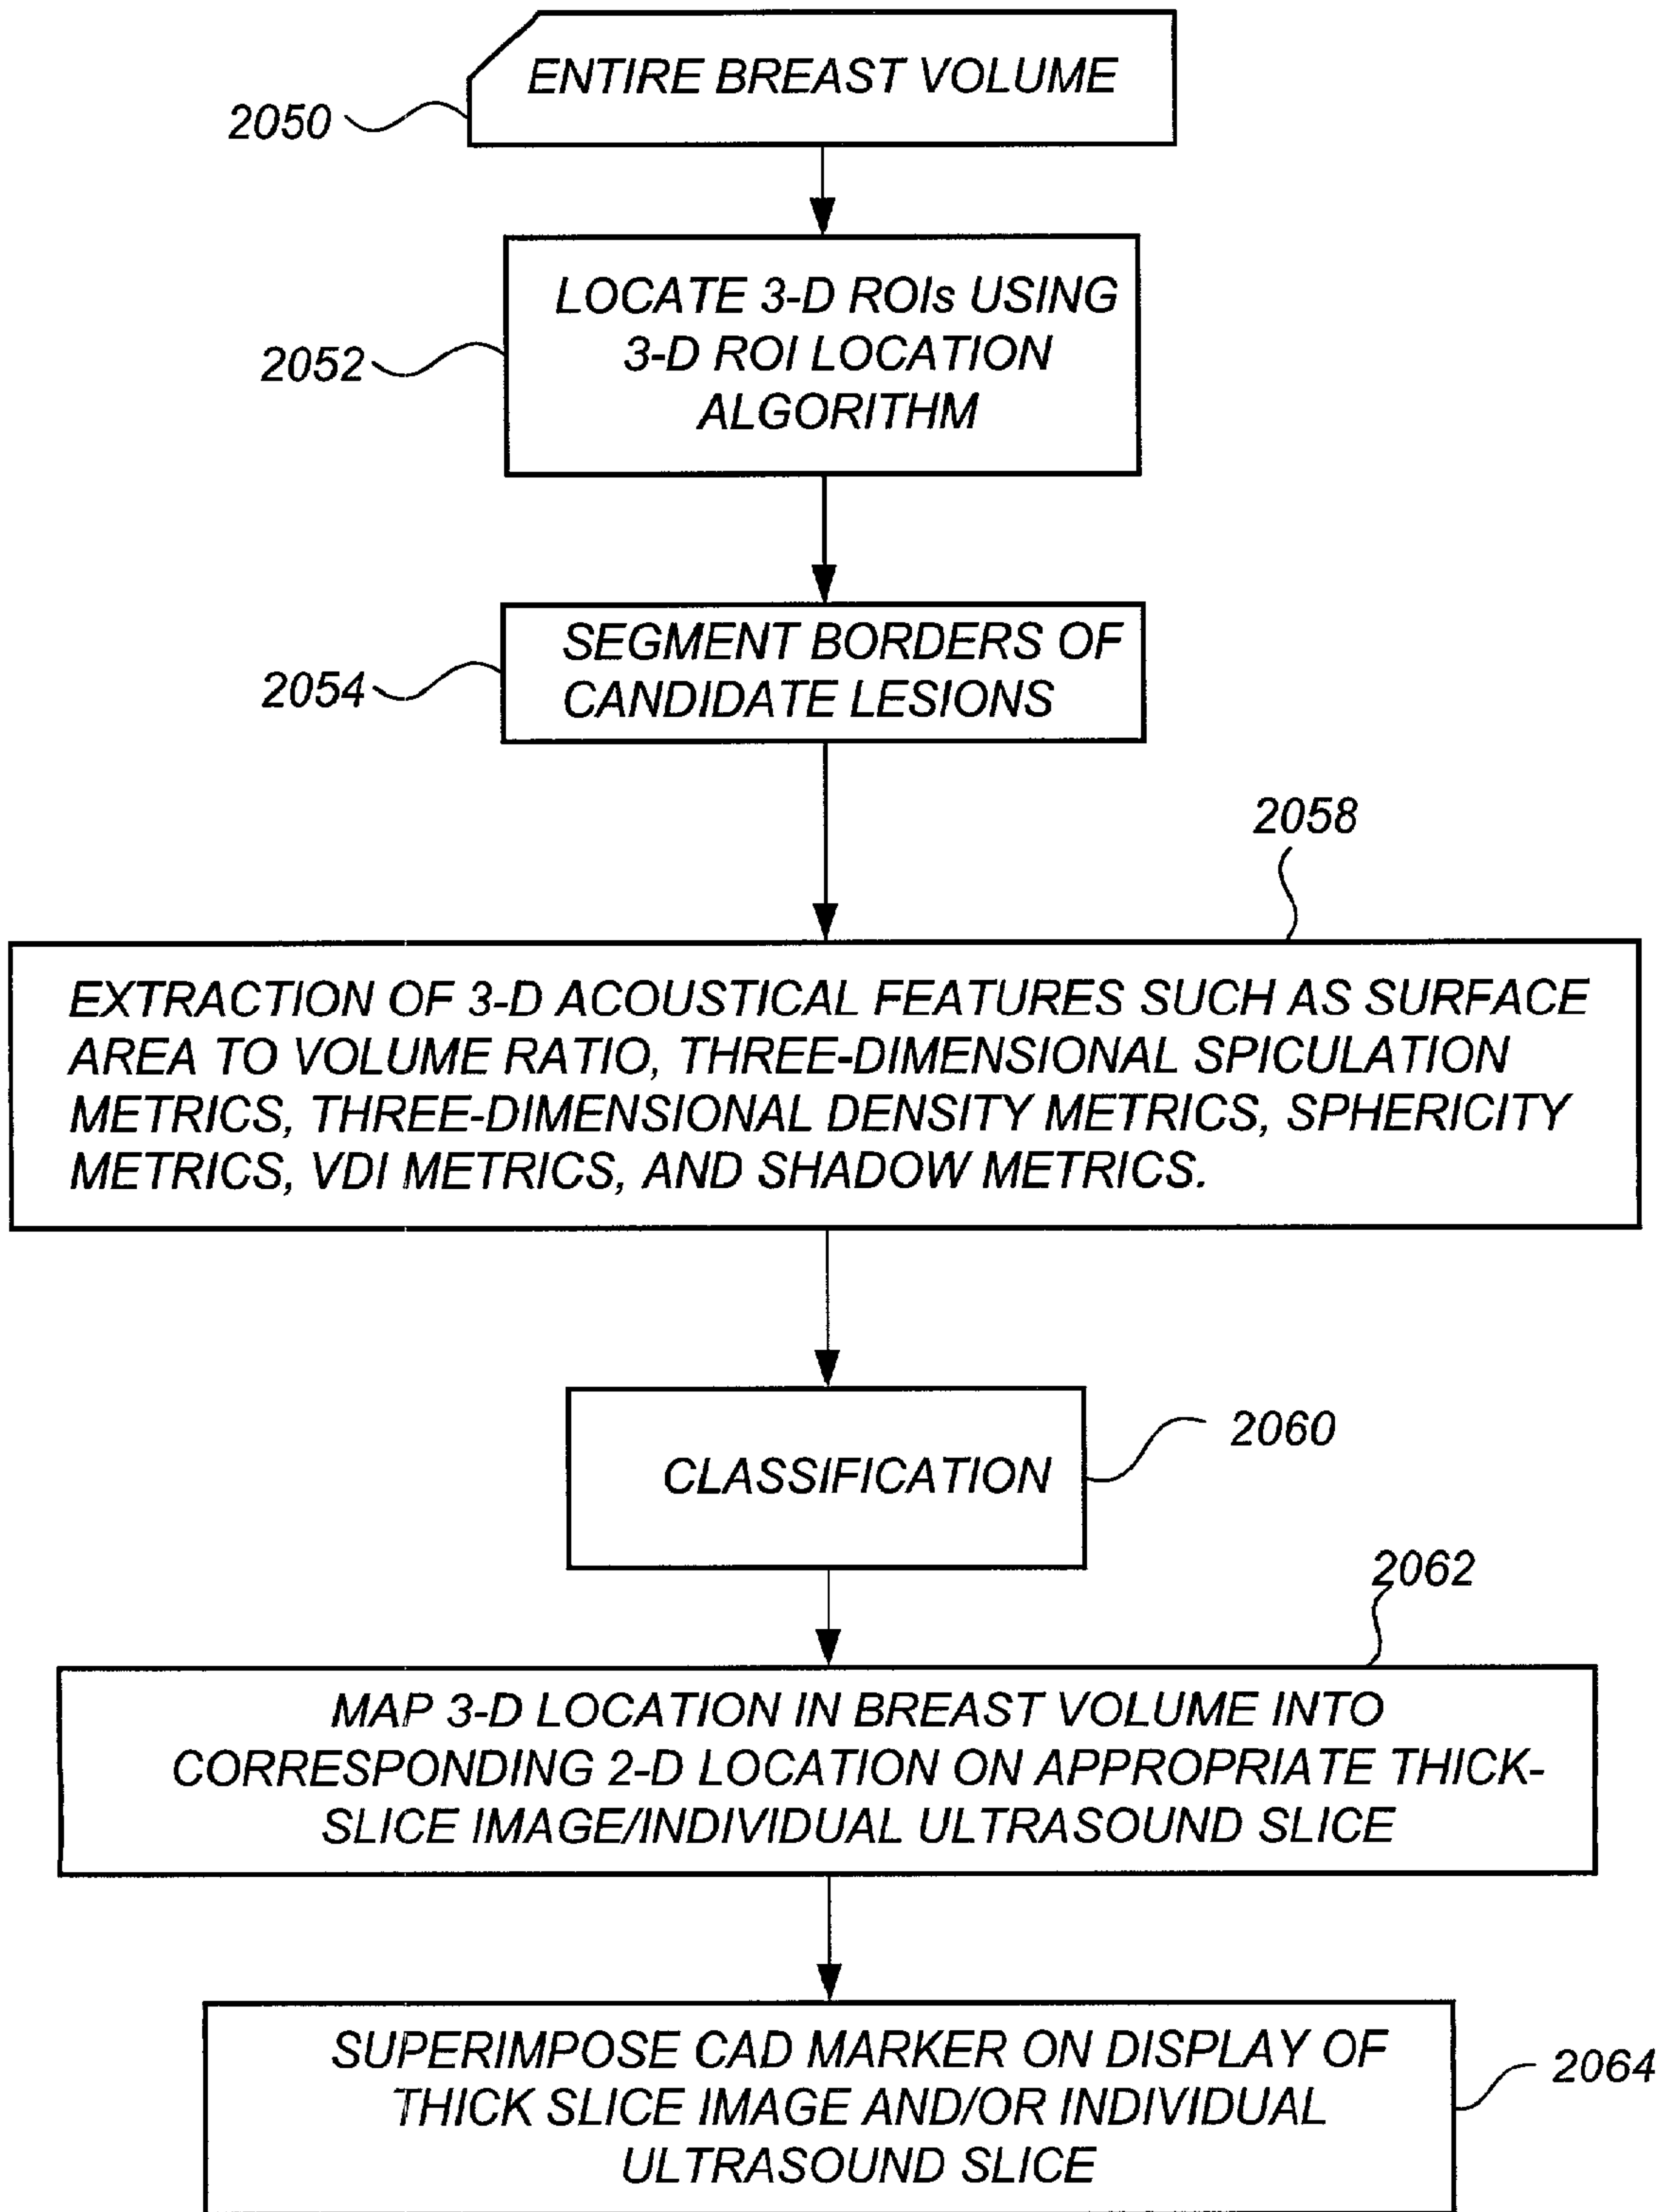 ENTIRE BREAST VOLUME
2050
LOCATE 3-D ROIs USING
3-D ROI LOCATION
ALGORITHM
2052
SEGMENT BORDERS OF
CANDIDATE LESIONS
2054
2058
EXTRACTION OF 3-D ACOUSTICAL FEATURES SUCH AS SURFACE
AREA TO VOLUME RATIO, THREE-DIMENSIONAL SPICULATION
METRICS, THREE-DIMENSIONAL DENSITY METRICS, SPHERICITY
METRICS, VDI METRICS, AND SHADOW METRICS.
CLASSIFICATION
2060
2062
MAP 3-D LOCATION IN BREAST VOLUME INTO
CORRESPONDING 2-D LOCATION ON APPROPRIATE THICK-
SLICE IMAGE/INDIVIDUAL ULTRASOUND SLICE
SUPERIMPOSE CAD MARKER ON DISPLAY OF
THICK SLICE IMAGE AND/OR INDIVIDUAL
ULTRASOUND SLICE
2064